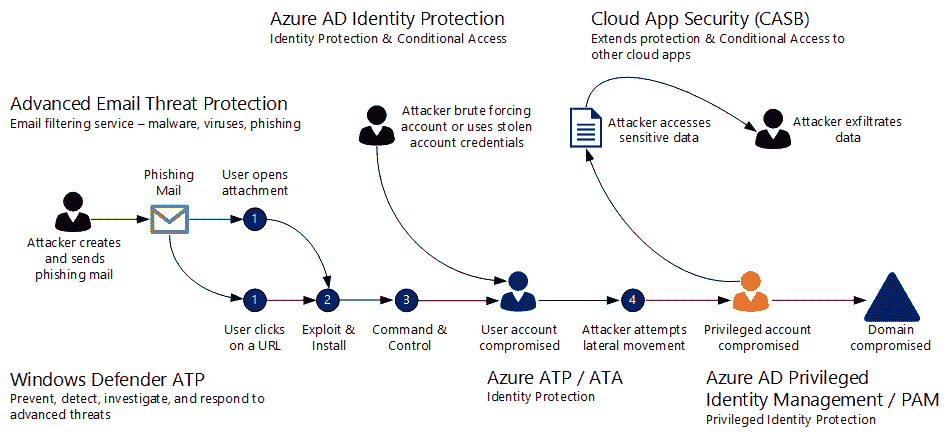 Azure AD Identity Protection
Identity Protection & Conditional Access
Cloud App Security (CASB)
Extends protection & Conditional Access to
other cloud apps
Advanced Email Threat Protection
Email filtering service – malware, viruses, phishing
Attacker brute forcing
account or uses stolen
account credentials
Attacker accesses
sensitive data
Attacker exfiltrates
data
Phishing
Mail
User opens
attachment
1
Attacker creates
and sends
phishing mail
1
2
3
4
User clicks
on a URL
Exploit &
Install
Command &
Control
User account
compromised
Attacker attempts
lateral movement
Privileged account
compromised
Domain
compromised
Windows Defender ATP
Prevent, detect, investigate, and respond to
advanced threats
Azure ATP / ATA
Identity Protection
Azure AD Privileged
Identity Management / PAM
Privileged Identity Protection